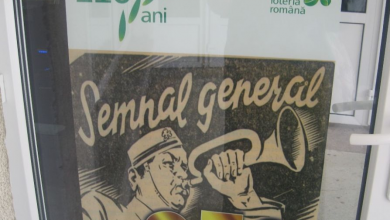 ani
loteria
română
Semnal general